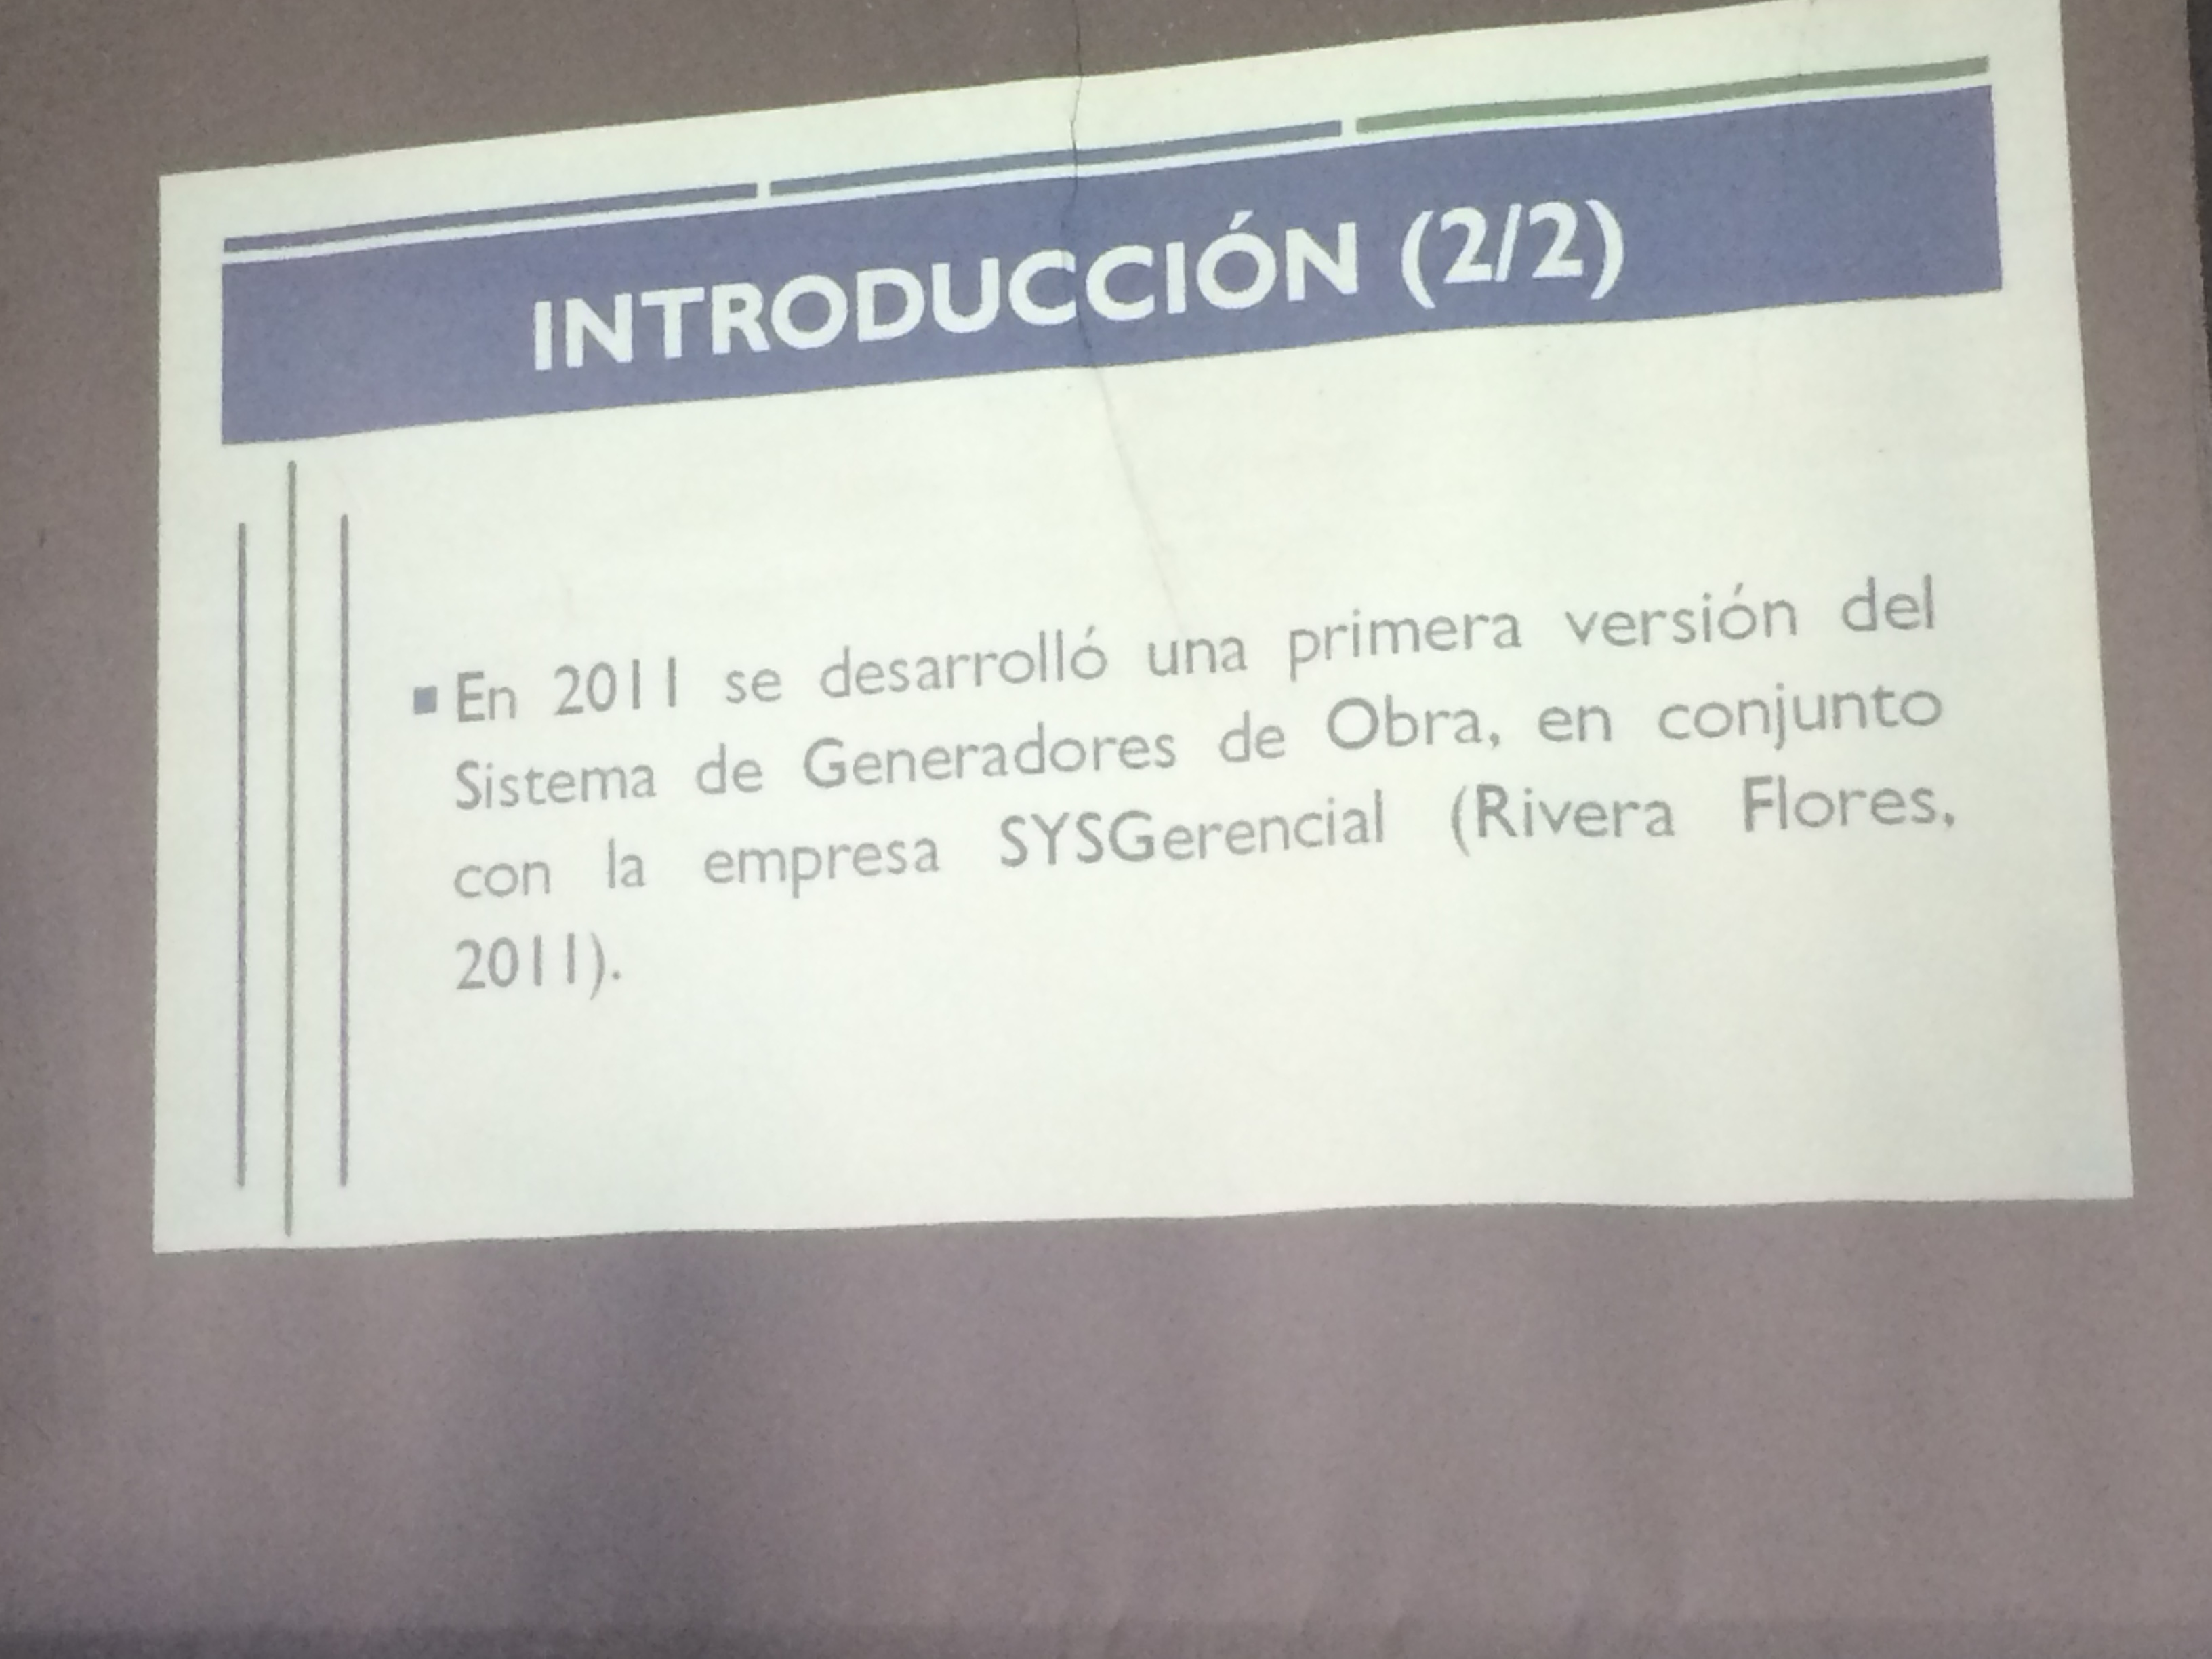 INTRODUCCIÓN (2/2)
▪ En 2011 se desarrolló una primera versión del
Sistema de Generadores de Obra, en conjunto
con la empresa SYSGerencial (Rivera Flores,
2011).